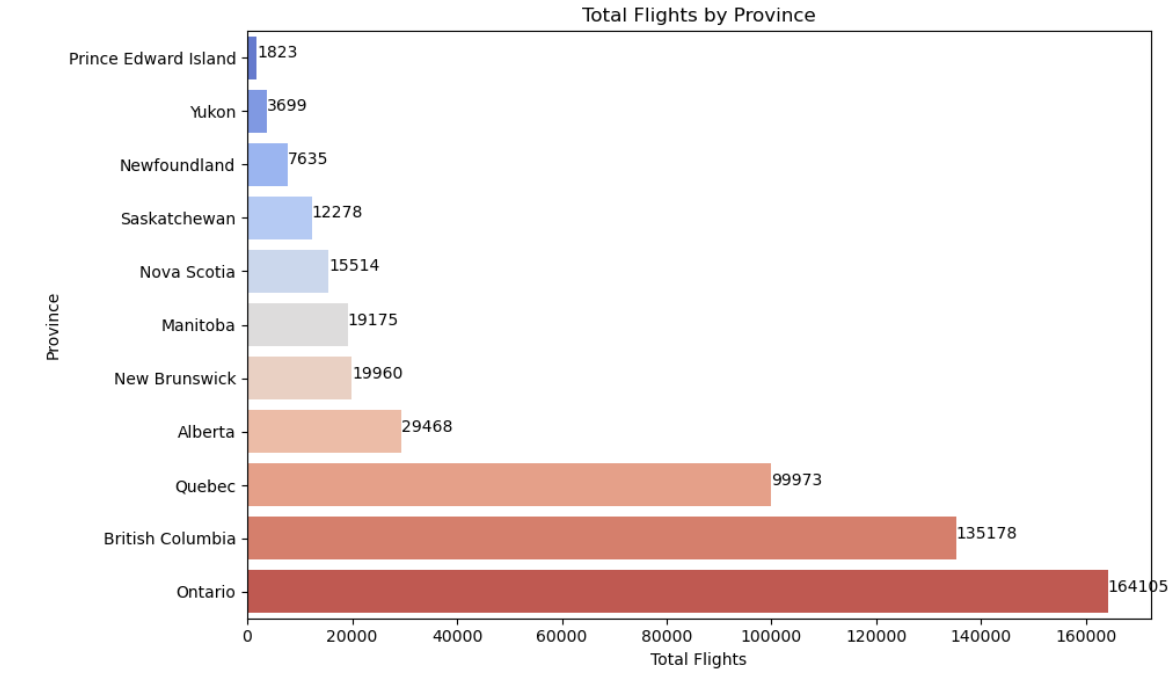 Total Flights by Province
Province
Prince Edward Island 1823
Yukon 3699
Newfoundland 7635
Saskatchewan 12278
Nova Scotia 15514
Manitoba 19175
New Brunswick 19960
Alberta 29468
Quebec 99973
British Columbia 135178
Ontario 164105
0 20000 40000 60000 80000 100000 120000 140000 160000
Total Flights